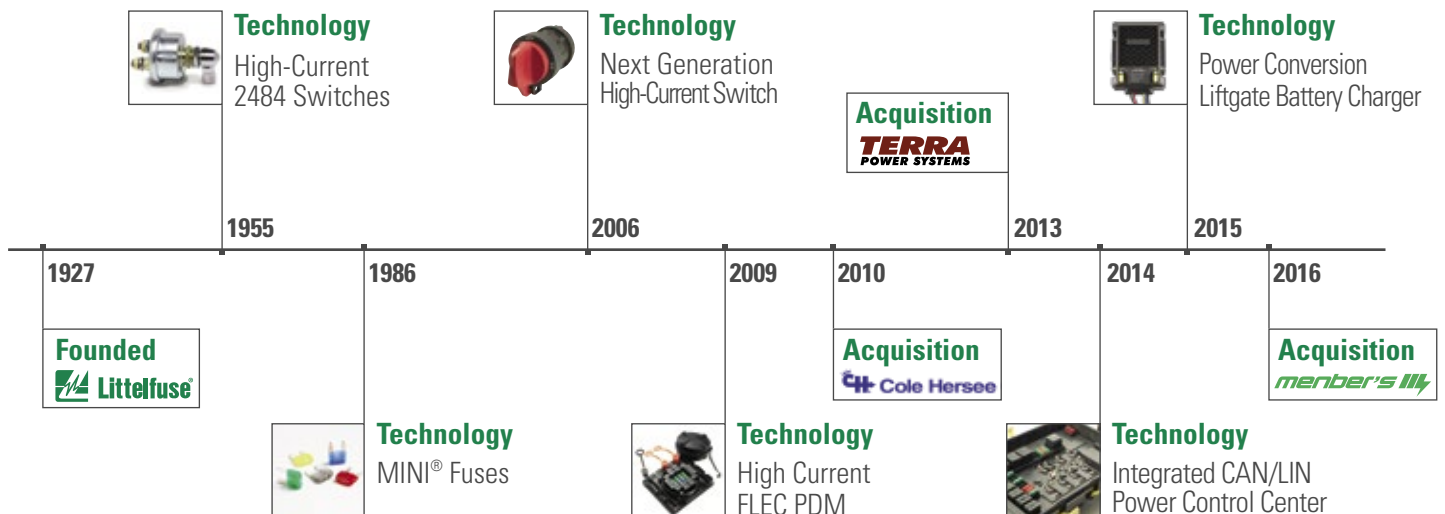 Technology
High-Current
2484 Switches
Technology
Next Generation
High-Current Switch
Acquisition
TERRA
POWER SYSTEMS
Technology
Power Conversion
Liftgate Battery Charger
1955
2006
2013
2015
1927
1986
2009
2010
2014
2016
Founded
Littelfuse®
Acquisition
CH Cole Hersee
Acquisition
menber's
Technology
MINI® Fuses
Technology
High Current
FLEC PDM
Technology
Integrated CAN/LIN
Power Control Center